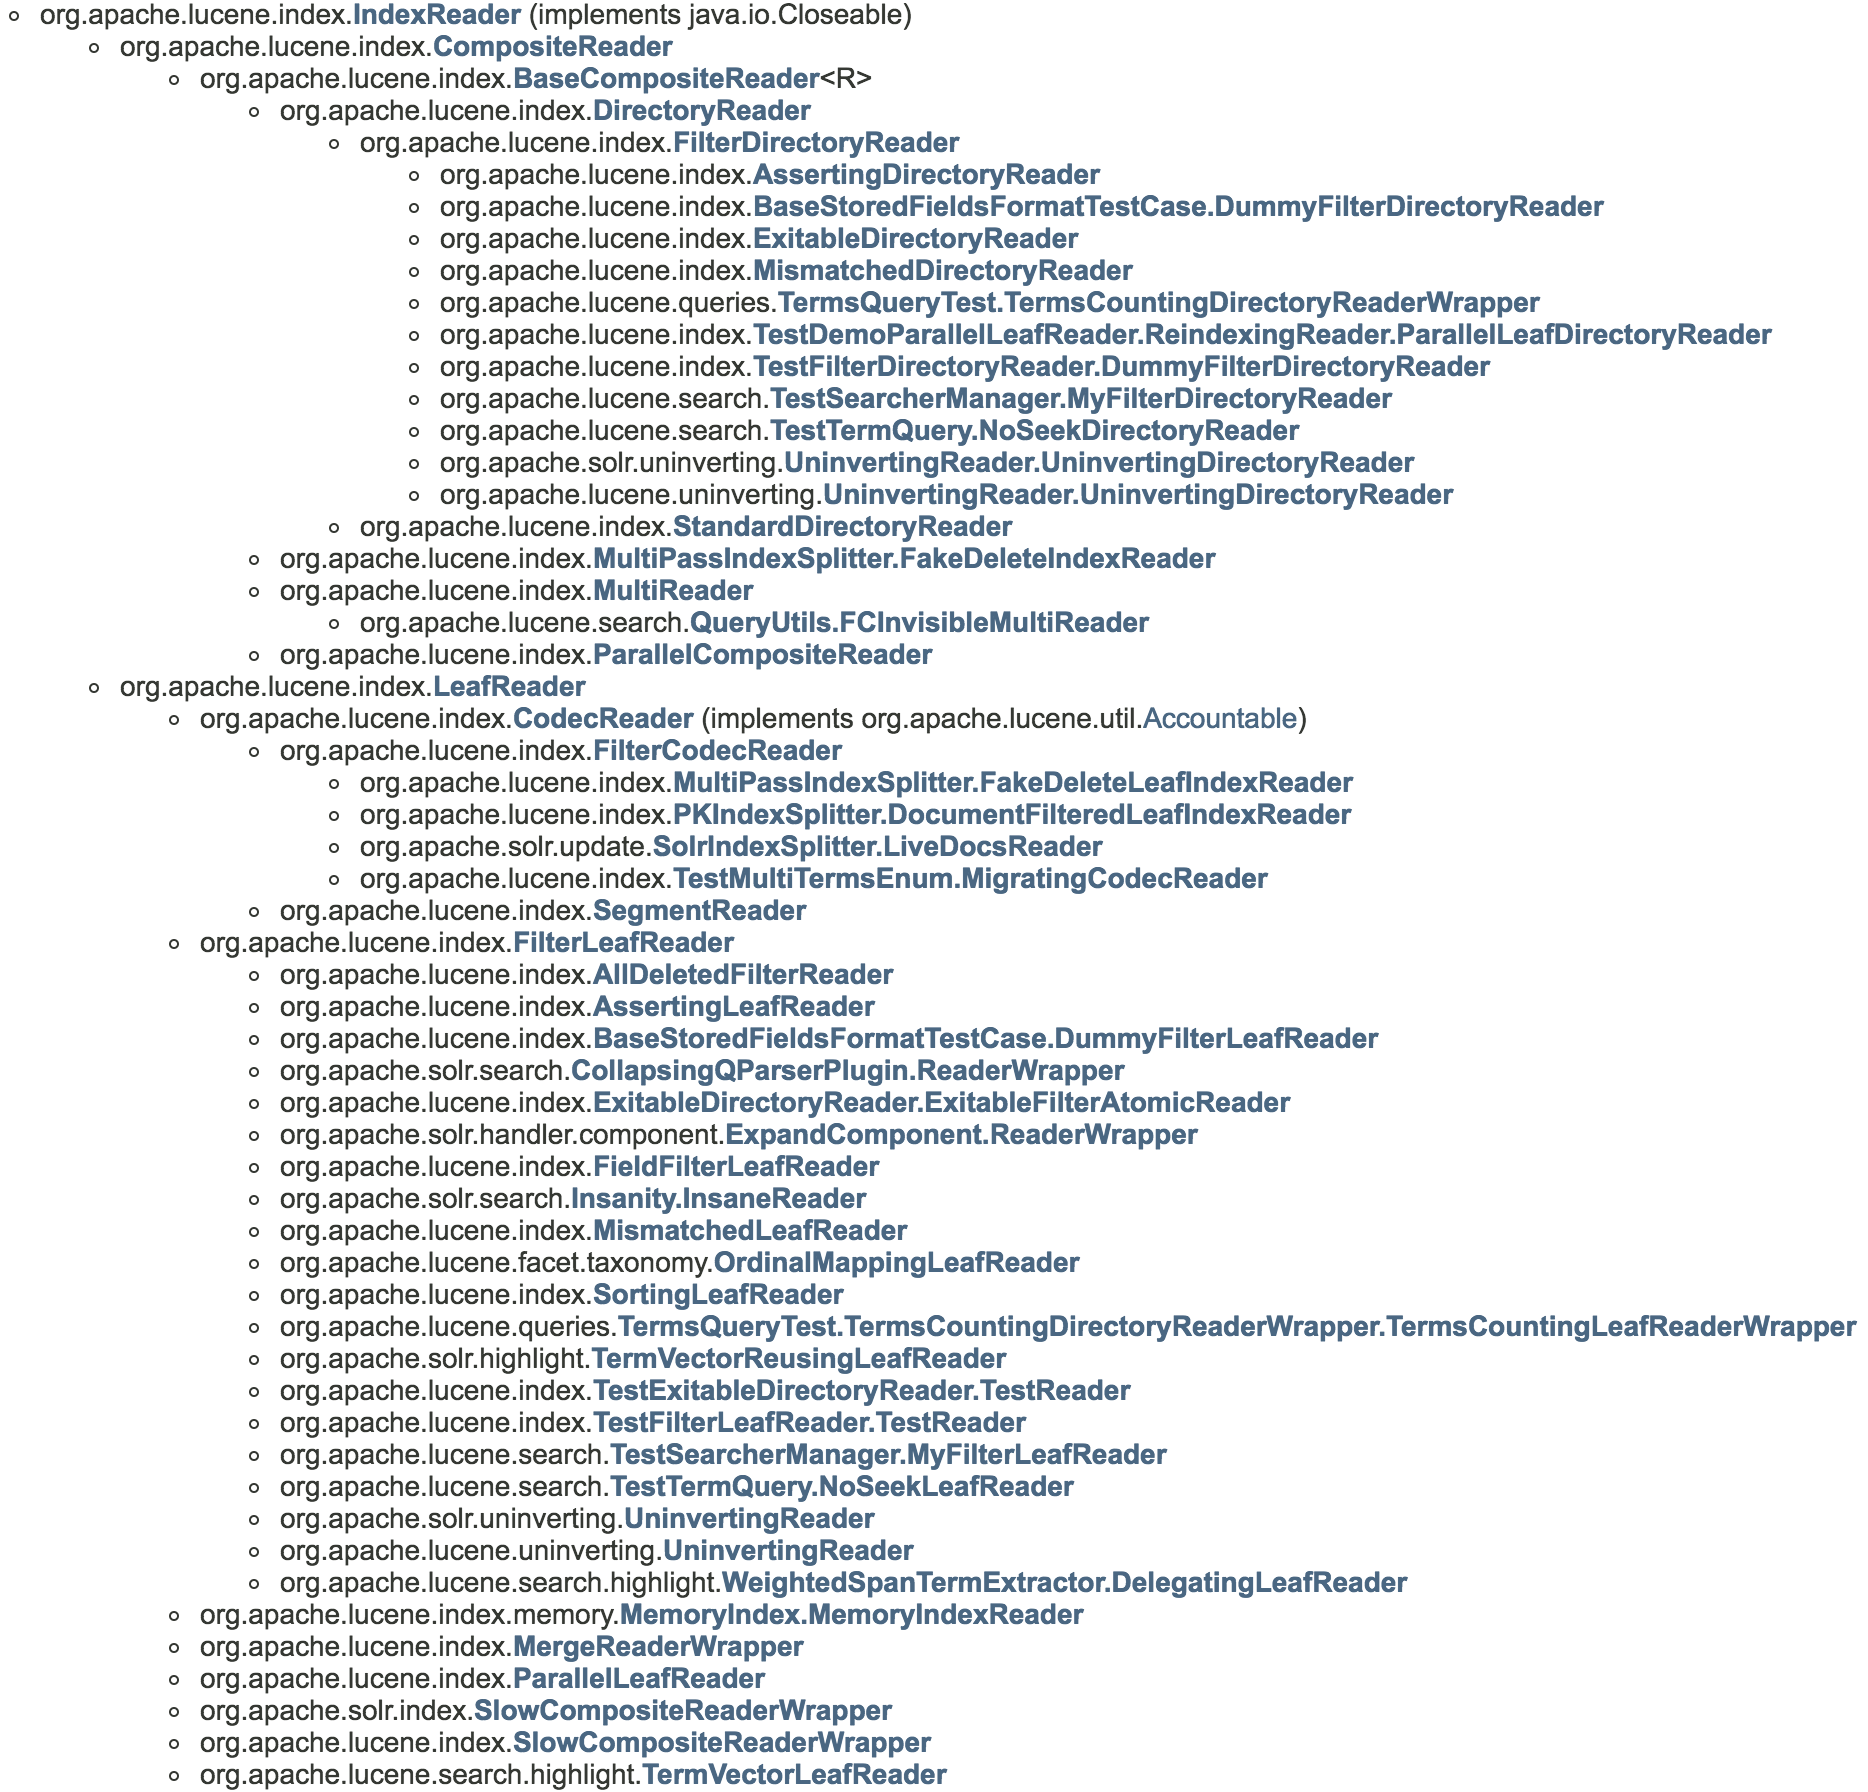 org.apache.lucene.index.IndexReader (implements java.io.Closeable)
org.apache.lucene.index.CompositeReader
org.apache.lucene.index.BaseCompositeReader<R>
org.apache.lucene.index.DirectoryReader
org.apache.lucene.index.FilterDirectoryReader
org.apache.lucene.index.AssertingDirectoryReader
org.apache.lucene.index.BaseStoredFieldsFormatTestCase.DummyFilterDirectoryReader
org.apache.lucene.index.ExitableDirectoryReader
org.apache.lucene.index.MismatchedDirectoryReader
org.apache.lucene.queries.TermsQueryTest.TermsCountingDirectoryReaderWrapper
org.apache.lucene.index.TestDemoParallelLeafReader.ReindexingReader.ParallelLeafDirectoryReader
org.apache.lucene.index.TestFilterDirectoryReader.DummyFilterDirectoryReader
org.apache.lucene.search.TestSearcherManager.MyFilterDirectoryReader
org.apache.lucene.search.TestTermQuery.NoSeekDirectoryReader
org.apache.solr.uninverting.UninvertingReader.UninvertingDirectoryReader
org.apache.lucene.uninverting.UninvertingReader.UninvertingDirectoryReader
org.apache.lucene.index.StandardDirectoryReader
org.apache.lucene.index.MultiPassIndexSplitter.FakeDeleteIndexReader
org.apache.lucene.index.MultiReader
org.apache.lucene.search.QueryUtils.FCInvisibleMultiReader
org.apache.lucene.index.ParallelCompositeReader
org.apache.lucene.index.LeafReader
org.apache.lucene.index.CodecReader (implements org.apache.lucene.util.Accountable)
org.apache.lucene.index.FilterCodecReader
org.apache.lucene.index.MultiPassIndexSplitter.FakeDeleteLeafIndexReader
org.apache.lucene.index.PKIndexSplitter.DocumentFilteredLeafIndexReader
org.apache.solr.update.SolrIndexSplitter.LiveDocsReader
org.apache.lucene.index.TestMultiTermsEnum.MigratingCodecReader
org.apache.lucene.index.SegmentReader
org.apache.lucene.index.FilterLeafReader
org.apache.lucene.index.AllDeletedFilterReader
org.apache.lucene.index.AssertingLeafReader
org.apache.lucene.index.BaseStoredFieldsFormatTestCase.DummyFilterLeafReader
org.apache.solr.search.CollapsingQParserPlugin.ReaderWrapper
org.apache.lucene.index.ExitableDirectoryReader.ExitableFilterAtomicReader
org.apache.solr.handler.component.ExpandComponent.ReaderWrapper
org.apache.lucene.index.FieldFilterLeafReader
org.apache.solr.search.Insanity.InsaneReader
org.apache.lucene.index.MismatchedLeafReader
org.apache.lucene.facet.taxonomy.OrdinalMappingLeafReader
org.apache.lucene.index.SortingLeafReader
org.apache.lucene.queries.TermsQueryTest.TermsCountingDirectoryReaderWrapper.TermsCountingLeafReaderWrapper
org.apache.solr.highlight.TermVectorReusingLeafReader
org.apache.lucene.index.TestExitableDirectoryReader.TestReader
org.apache.lucene.index.TestFilterLeafReader.TestReader
org.apache.lucene.search.TestSearcherManager.MyFilterLeafReader
org.apache.lucene.search.TestTermQuery.NoSeekLeafReader
org.apache.solr.uninverting.UninvertingReader
org.apache.lucene.uninverting.UninvertingReader
org.apache.lucene.search.highlight.WeightedSpanTermExtractor.DelegatingLeafReader
org.apache.lucene.index.memory.MemoryIndex.MemoryIndexReader
org.apache.lucene.index.MergeReaderWrapper
org.apache.lucene.index.ParallelLeafReader
org.apache.solr.index.SlowCompositeReaderWrapper
org.apache.lucene.index.SlowCompositeReaderWrapper
org.apache.lucene.search.highlight.TermVectorLeafReader